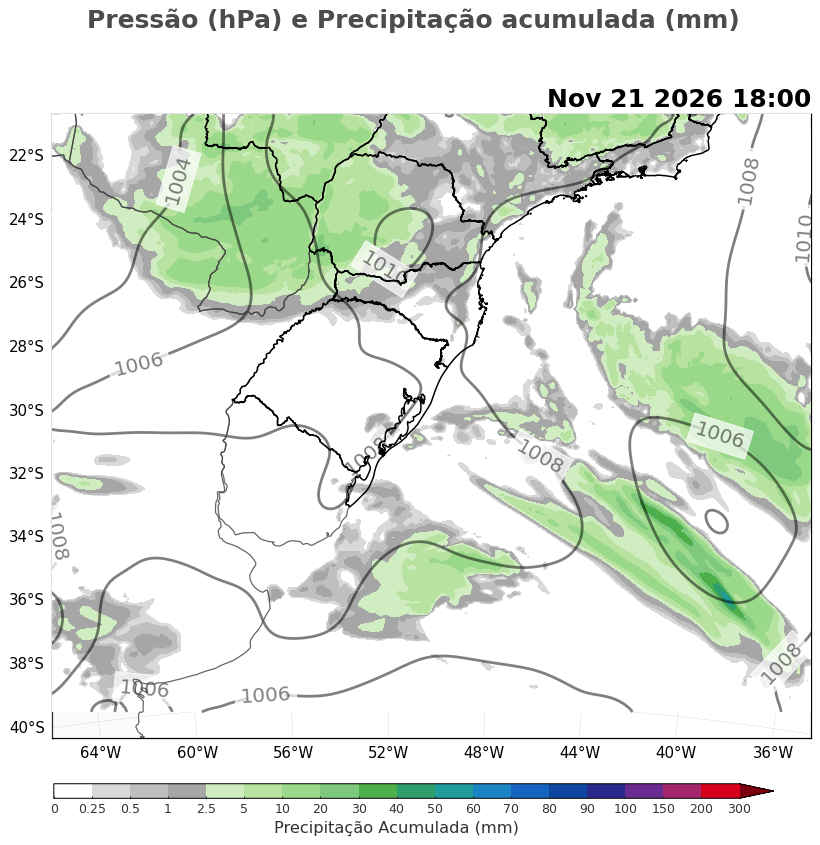 Pressão (hPa) e Precipitação acumulada (mm)
Nov 21 2026 18:00
22°S
24°S
26°S
28°S
30°S
32°S
34°S
36°S
38°S
40°S
1004
1008
1010
1010
1006
1006
1008
1008
1008
1008
1006
1006
64°W 60°W 56°W 52°W 48°W 44°W 40°W 36°W
0 0.25 0.5 1 2.5 5 10 20 30 40 50 60 70 80 90 100 150 200 300
Precipitação Acumulada (mm)